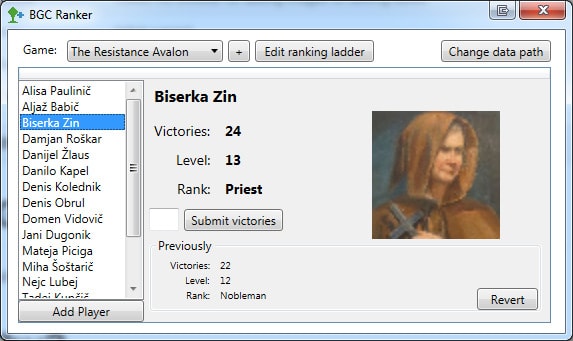 BGC Ranker
Game: The Resistance Avalon + Edit ranking ladder Change data path
Alisa Paulinič
Aljaž Babič
Biserka Zin
Damjan Roškar
Danijel Žlaus
Danilo Kapel
Denis Kolednik
Denis Obrul
Domen Vidovič
Jani Dugonik
Mateja Piciga
Miha Šoštarič
Nejc Lubej
Add Player
Biserka Zin
Victories: 24
Level: 13
Rank: Priest
Submit victories
Previously
Victories: 22
Level: 12
Rank: Nobleman
Revert